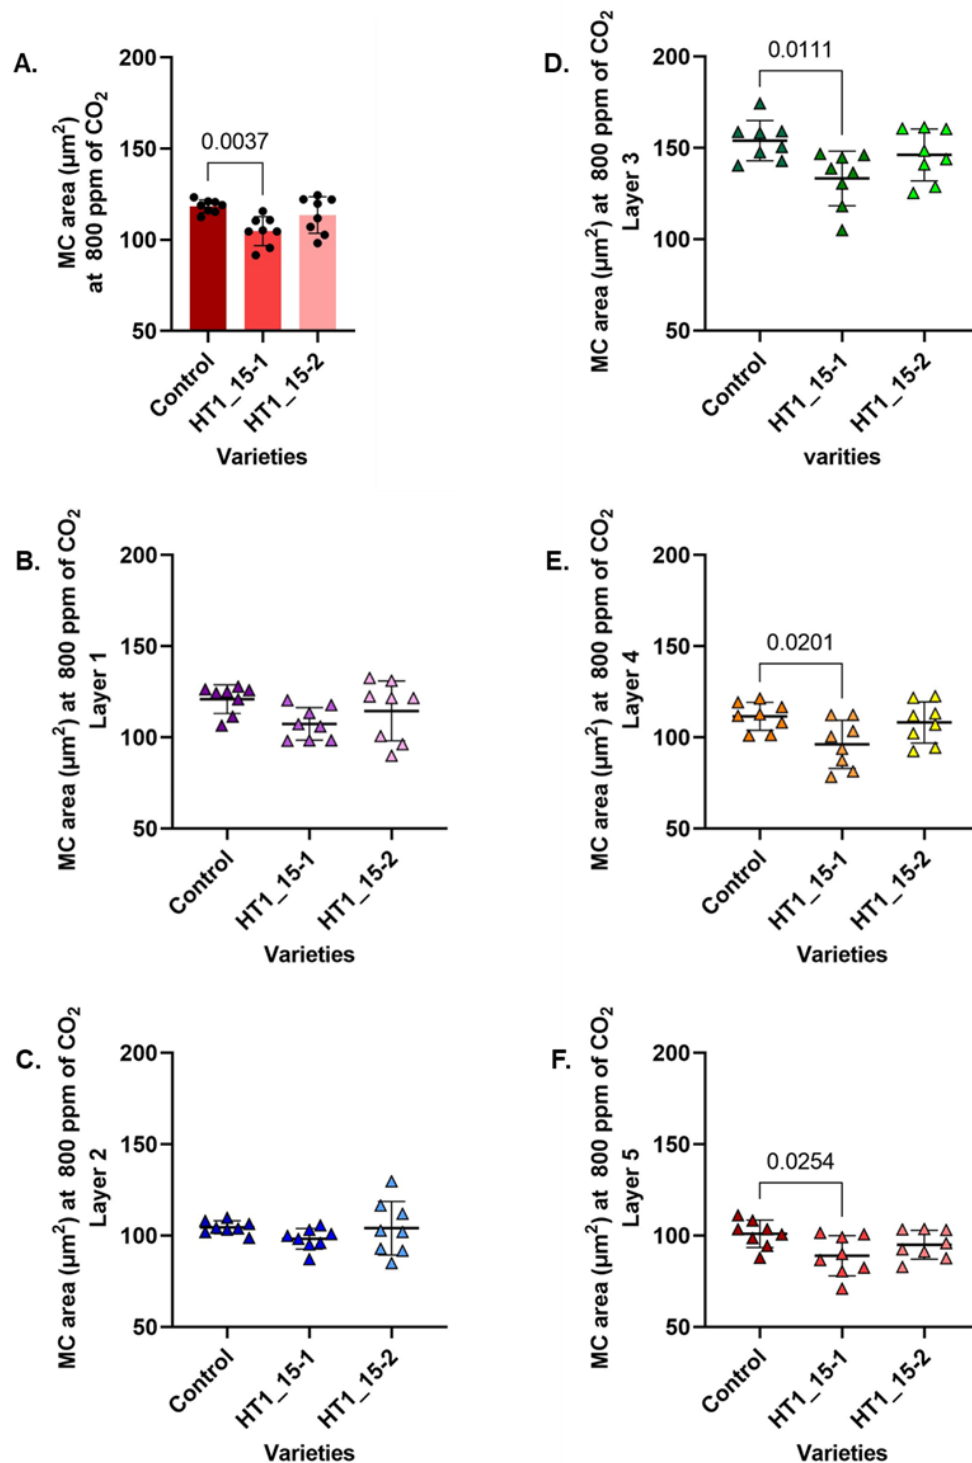 A.
MC area (µm²)
at 800 ppm of CO₂
200
150
100
50
0.0037
Control
HT1_15-1
HT1_15-2
Varieties
D.
MC area (µm²) at 800 ppm of CO₂
Layer 3
200
150
100
50
0.0111
Control
HT1_15-1
HT1_15-2
varities
B.
MC area (µm²) at 800 ppm of CO₂
Layer 1
200
150
100
50
Control
HT1_15-1
HT1_15-2
Varieties
E.
MC area (µm²) at 800 ppm of CO₂
Layer 4
200
150
100
50
0.0201
Control
HT1_15-1
HT1_15-2
Varieties
C.
MC area (µm²) at 800 ppm of CO₂
Layer 2
200
150
100
50
Control
HT1_15-1
HT1_15-2
Varieties
F.
MC area (µm²) at 800 ppm of CO₂
Layer 5
200
150
100
50
0.0254
Control
HT1_15-1
HT1_15-2
Varieties